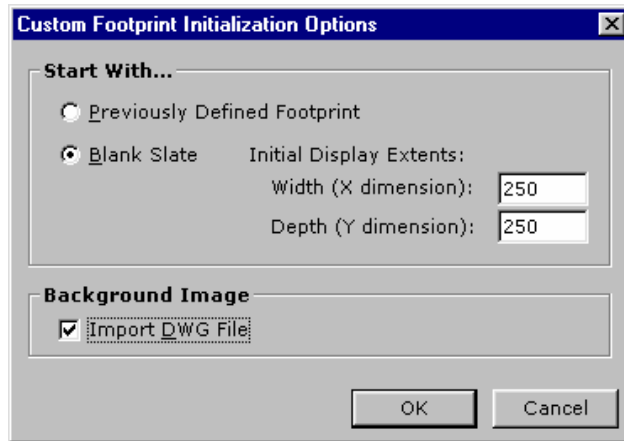 Custom Footprint Initialization Options
Start With...
Previously Defined Footprint
Blank Slate Initial Display Extents:
Width (X dimension): 250
Depth (Y dimension): 250
Background Image
Import DWG File
OK Cancel